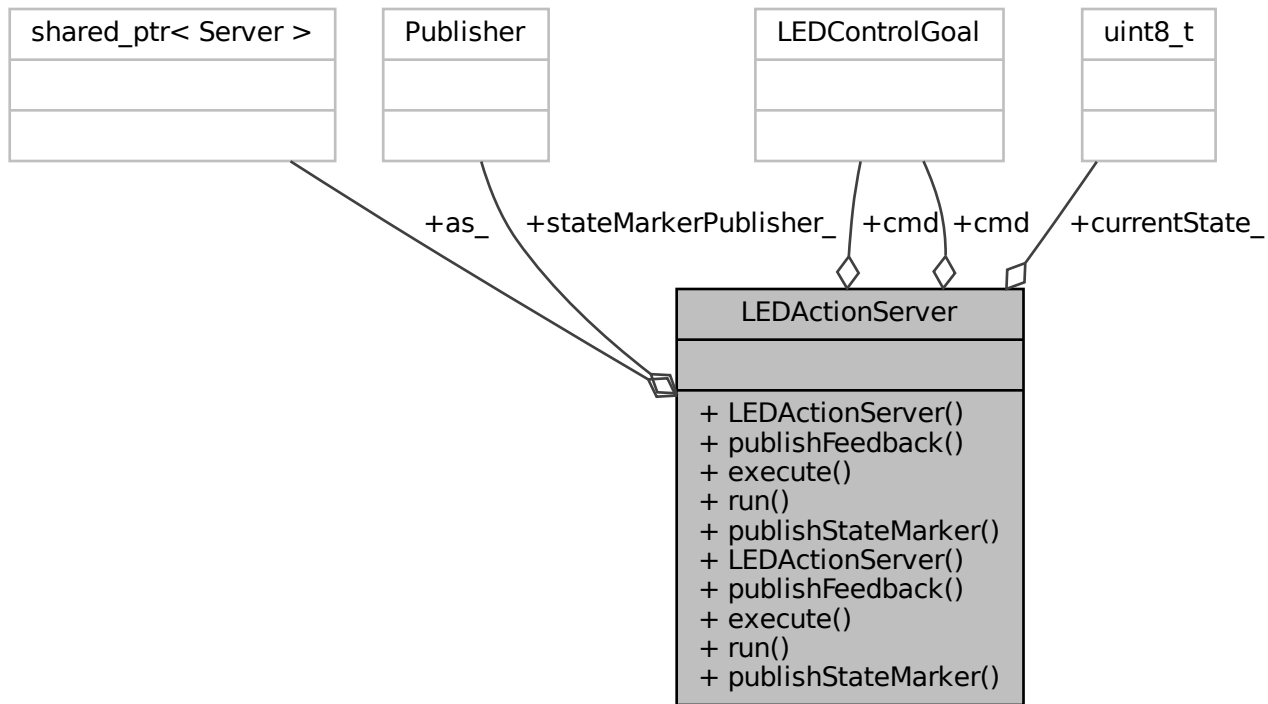 shared_ptr< Server >
Publisher
LEDControlGoal
uint8_t
+as_
+stateMarkerPublisher_
+cmd
+cmd
+currentState_
LEDActionServer
+ LEDActionServer()
+ publishFeedback()
+ execute()
+ run()
+ publishStateMarker()
+ LEDActionServer()
+ publishFeedback()
+ execute()
+ run()
+ publishStateMarker()